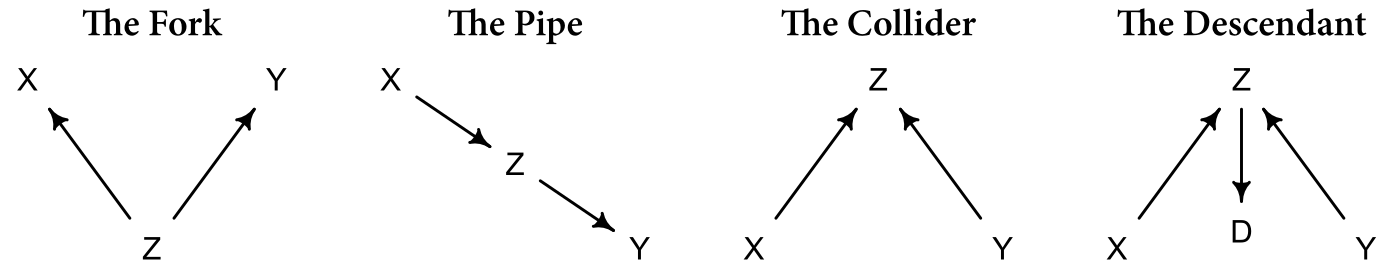 The Fork
X
Y
Z
The Pipe
X
Z
Y
The Collider
Z
X
Y
The Descendant
Z
D
X
Y